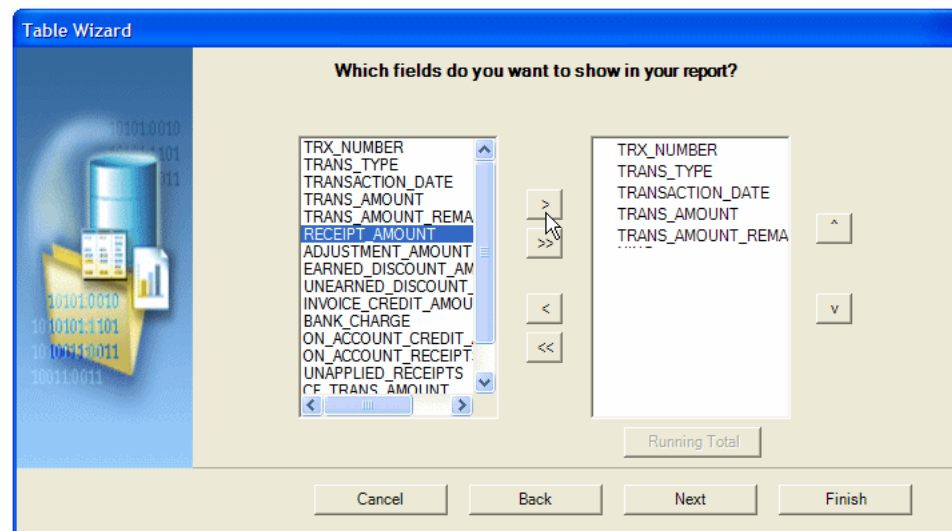 Table Wizard
Which fields do you want to show in your report?
TRX_NUMBER
TRANS_TYPE
TRANSACTION_DATE
TRANS_AMOUNT
TRANS_AMOUNT_REMA
RECEIPT_AMOUNT
ADJUSTMENT_AMOUNT
EARNED_DISCOUNT_AM
UNEARNED_DISCOUNT_
INVOICE_CREDIT_AMOU
BANK_CHARGE
ON_ACCOUNT_CREDIT_
ON_ACCOUNT_RECEIPT
UNAPPLIED_RECEIPTS
CF_TRANS_AMOUNT
>
>>
<
<<
TRX_NUMBER
TRANS_TYPE
TRANSACTION_DATE
TRANS_AMOUNT
TRANS_AMOUNT_REMA
^
v
Running Total
Cancel Back Next Finish